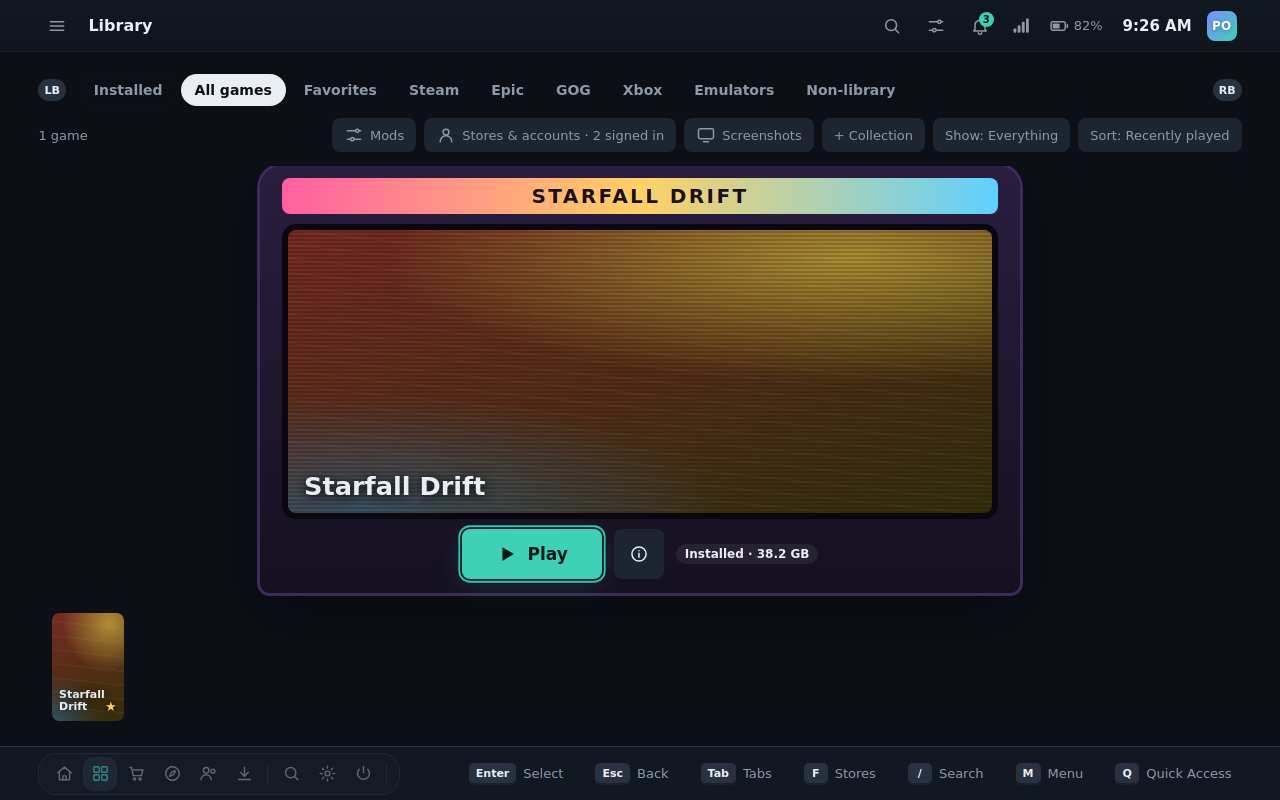 Library
3
82%
9:26 AM
PO
LB
Installed
All games
Favorites
Steam
Epic
GOG
Xbox
Emulators
Non-library
RB
1 game
Mods
Stores & accounts · 2 signed in
Screenshots
+ Collection
Show: Everything
Sort: Recently played
STARFALL DRIFT
Starfall Drift
Play
Installed · 38.2 GB
Starfall
Drift
Enter Select
Esc Back
Tab Tabs
F Stores
/ Search
M Menu
Q Quick Access